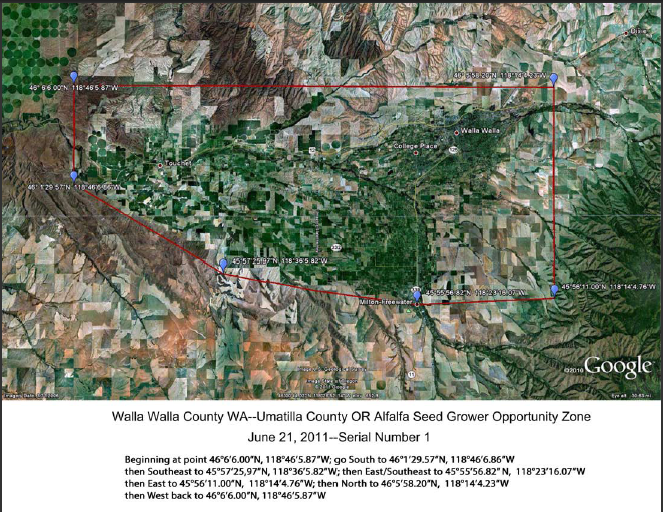 Dixie
46°6'6.00"N, 118°46'5.87"W
46°5'58.20"N, 118°14'4.23"W
Walla Walla
College Place
Touchet
46°1'29.57"N, 118°46'6.86"W
45°57'25.97"N, 118°36'5.82"W
45°56'11.00"N, 118°14'4.76"W
45°55'56.82"N, 118°23'16.07"W
Milton-Freewater
11
©2010 Google
Walla Walla County WA--Umatilla County OR Alfalfa Seed Grower Opportunity Zone
June 21, 2011--Serial Number 1
Beginning at point 46°6'6.00"N, 118°46'5.87"W; go South to 46°1'29.57"N, 118°46'6.86"W
then Southeast to 45°57'25,97"N, 118°36'5.82"W; then East/Southeast to 45°55'56.82" N, 118°23'16.07"W
then East to 45°56'11.00"N, 118°14'4.76"W; then North to 46°5'58.20"N, 118°14'4.23"W
then West back to 46°6'6.00"N, 118°46'5.87"W